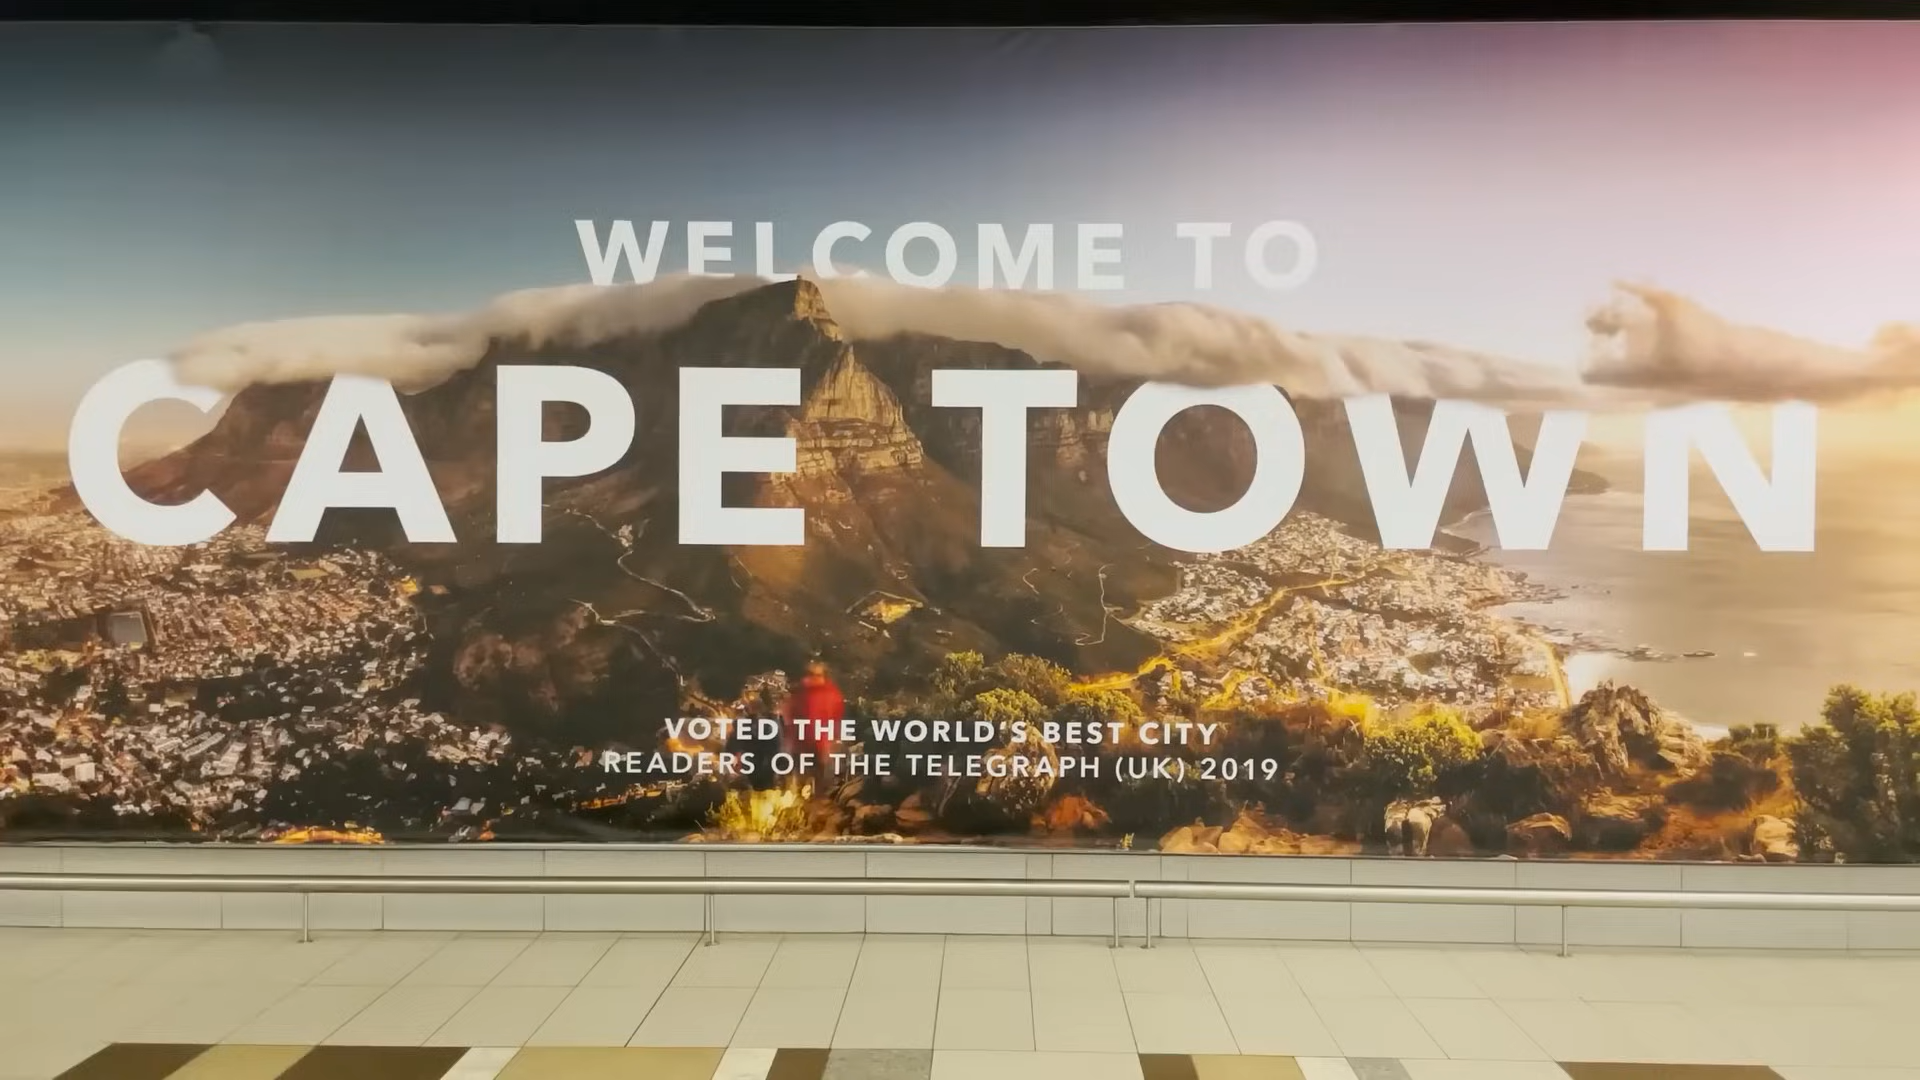 WELCOME TO
CAPE TOWN
VOTED THE WORLD'S BEST CITY
READERS OF THE TELEGRAPH (UK) 2019